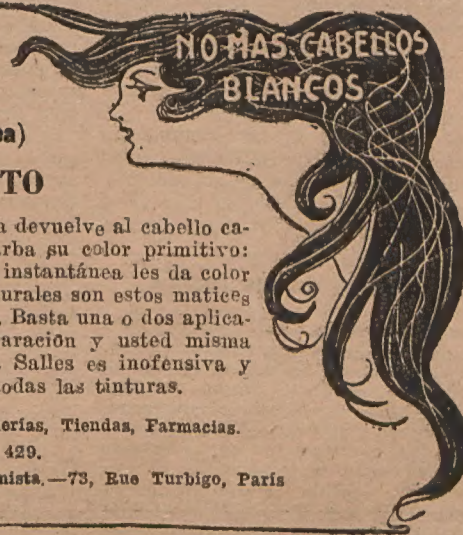 NO MAS CABELLOS
BLANCOS
a)
TO
a devuelve al cabello ca-
rba su color primitivo:
instantánea les da color
urales son estos matices
. Basta una o dos aplica-
aración y usted misma
. Salles es inofensiva y
odas las tinturas.
erías, Tiendas, Farmacias.
429.
nista.—73, Rue Turbigo, París